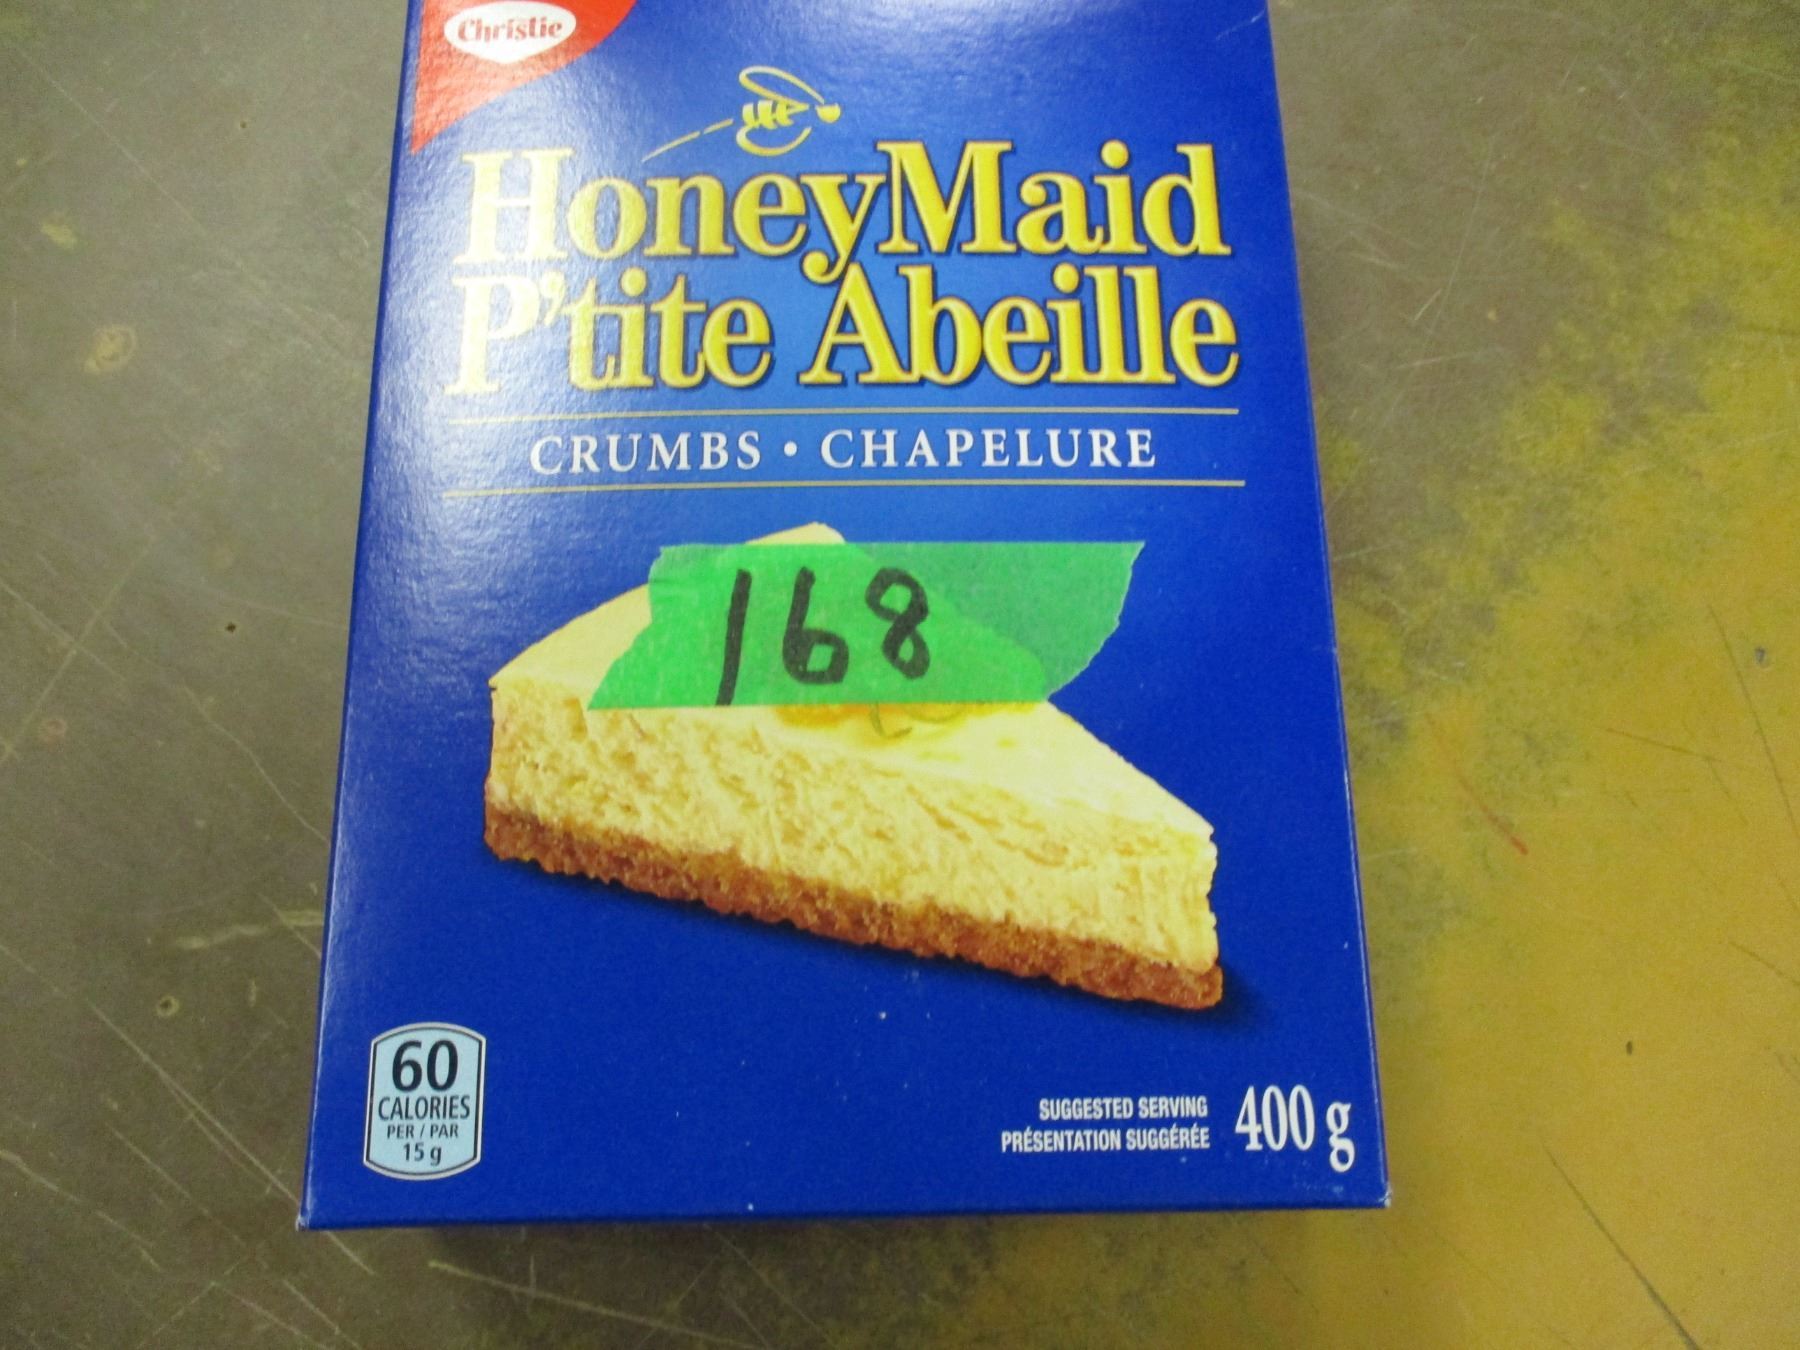 Christie
HoneyMaid
P'tite Abeille
CRUMBS • CHAPELURE
168
60
CALORIES
PER / PAR
15 g
SUGGESTED SERVING
PRÉSENTATION SUGGÉRÉE
400 g